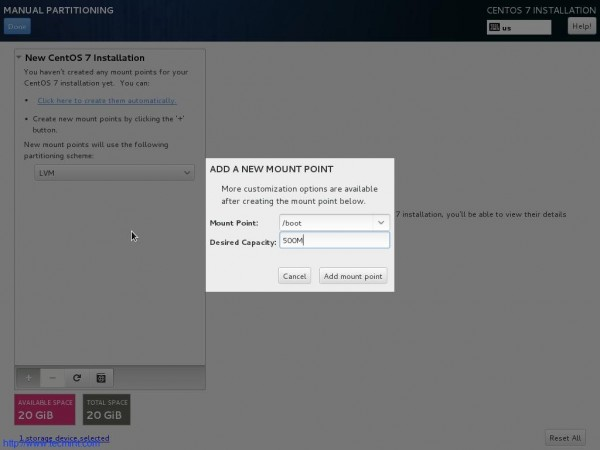 MANUAL PARTITIONING
Done
CENTOS 7 INSTALLATION
us
Help!
New CentOS 7 Installation
You haven't created any mount points for your
CentOS 7 installation yet.  You can:
• Click here to create them automatically.
• Create new mount points by clicking the '+'
button.
New mount points will use the following
partitioning scheme:
LVM
ADD A NEW MOUNT POINT
More customization options are available
after creating the mount point below.
Mount Point: /boot
Desired Capacity: 500M
Cancel Add mount point
7 installation, you'll be able to view their details
+ − 
AVAILABLE SPACE
20 GiB
TOTAL SPACE
20 GiB
1 storage device selected
http://www.tecmint.com
Reset All